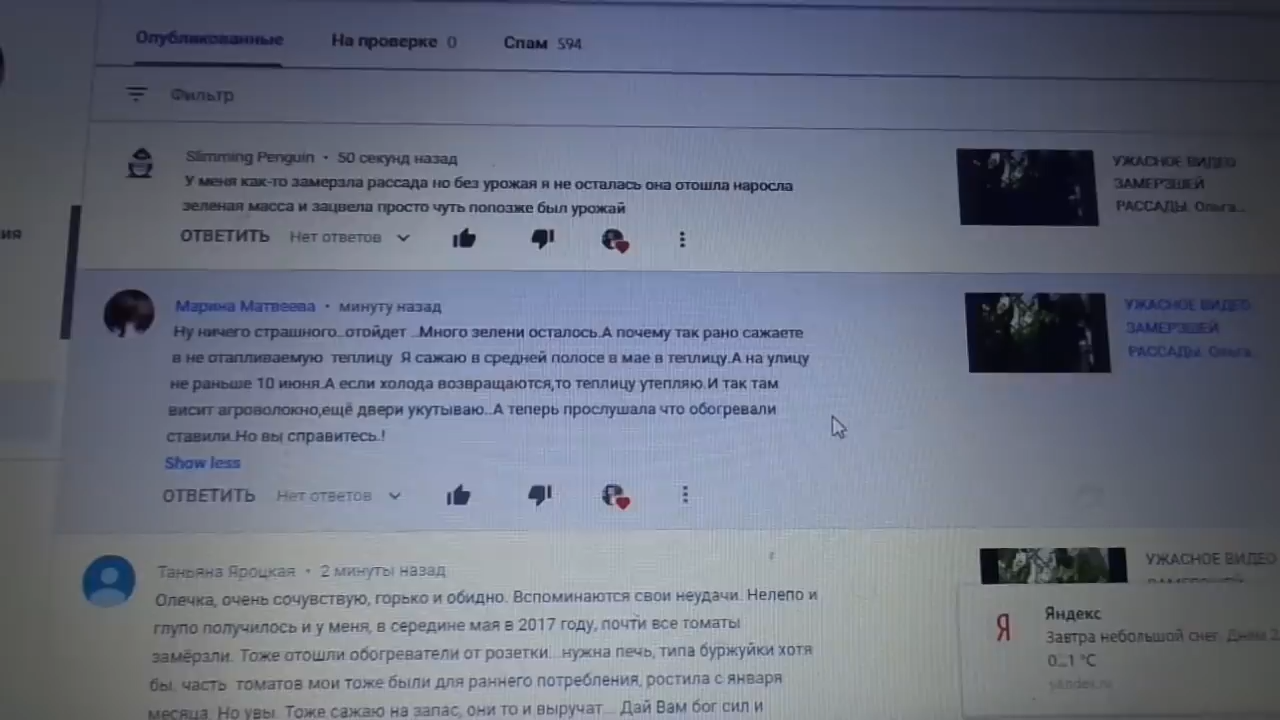 Опубликованные
На проверке 0
Спам 594
Фильтр
Slimming Penguin • 50 секунд назад
У меня как-то замерзла рассада но без урожая я не осталась она отошла наросла
зеленая масса и зацвела просто чуть попозже был урожай
ОТВЕТИТЬ Нет ответов
УЖАСНОЕ ВИДЕО
ЗАМЕРЗШЕЙ
РАССАДЫ. Ольга...
ия
Марина Матвеева • минуту назад
Ну ничего страшного..отойдет ..Много зелени осталось.А почему так рано сажаете
в не отапливаемую теплицу Я сажаю в средней полосе в мае в теплицу.А на улицу
не раньше 10 июня.А если холода возвращаются,то теплицу утепляю.И так там
висит агроволокно,ещё двери укутываю..А теперь прослушала что обогревали
ставили.Но вы справитесь.!
Show less
ОТВЕТИТЬ Нет ответов
УЖАСНОЕ ВИДЕО
ЗАМЕРЗШЕЙ
РАССАДЫ. Ольга...
Таньяна Яроцкая • 2 минуты назад
Олечка, очень сочувствую, горько и обидно. Вспоминаются свои неудачи. Нелепо и
глупо получилось и у меня, в середине мая в 2017 году, почти все томаты
замёрзли. Тоже отошли обогреватели от розетки...нужна печь, типа буржуйки хотя
бы. часть томатов мои тоже были для раннего потребления, ростила с января
месяца. Но увы. Тоже сажаю на запас, они то и выручат.... Дай Вам бог сил и
УЖАСНОЕ ВИДЕО
ЗАМЕРЗШЕЙ
Я
Яндекс
Завтра небольшой снег. Днём 2
0...1 °C
yandex.ru